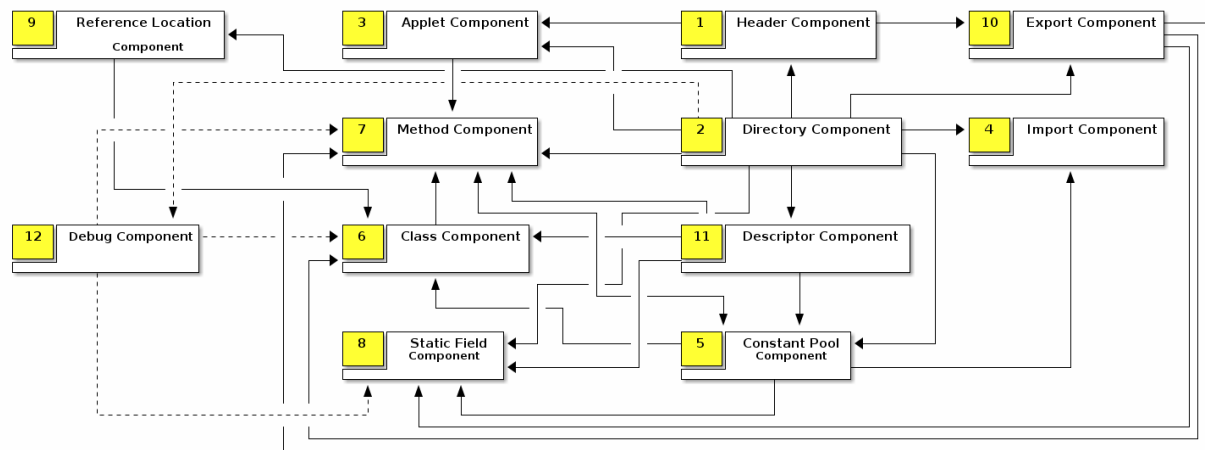 9
Reference Location
Component
3
Applet Component
1
Header Component
10
Export Component
7
Method Component
2
Directory Component
4
Import Component
12
Debug Component
6
Class Component
11
Descriptor Component
8
Static Field
Component
5
Constant Pool
Component